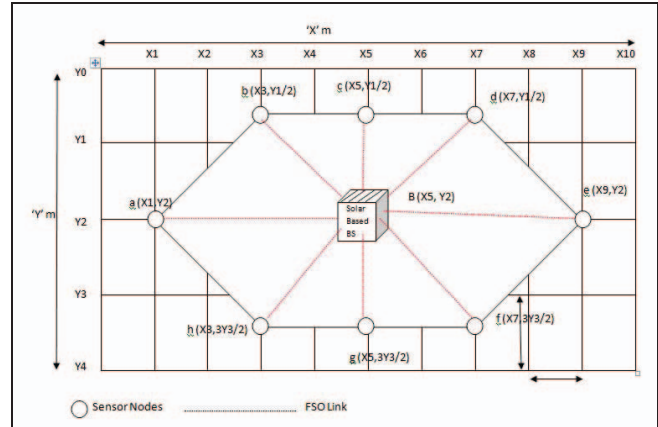 'X' m
X1 X2 X3 X4 X5 X6 X7 X8 X9 X10
Y0
b (X3,Y1/2)
c (X5,Y1/2)
d (X7,Y1/2)
Y1
a (X1,Y2)
B (X5, Y2)
e (X9,Y2)
Solar
Based
BS
'Y' m
Y2
Y3
h (X3,3Y3/2)
f (X7,3Y3/2)
g (X5,3Y3/2)
Y4
Sensor Nodes
FSO Link